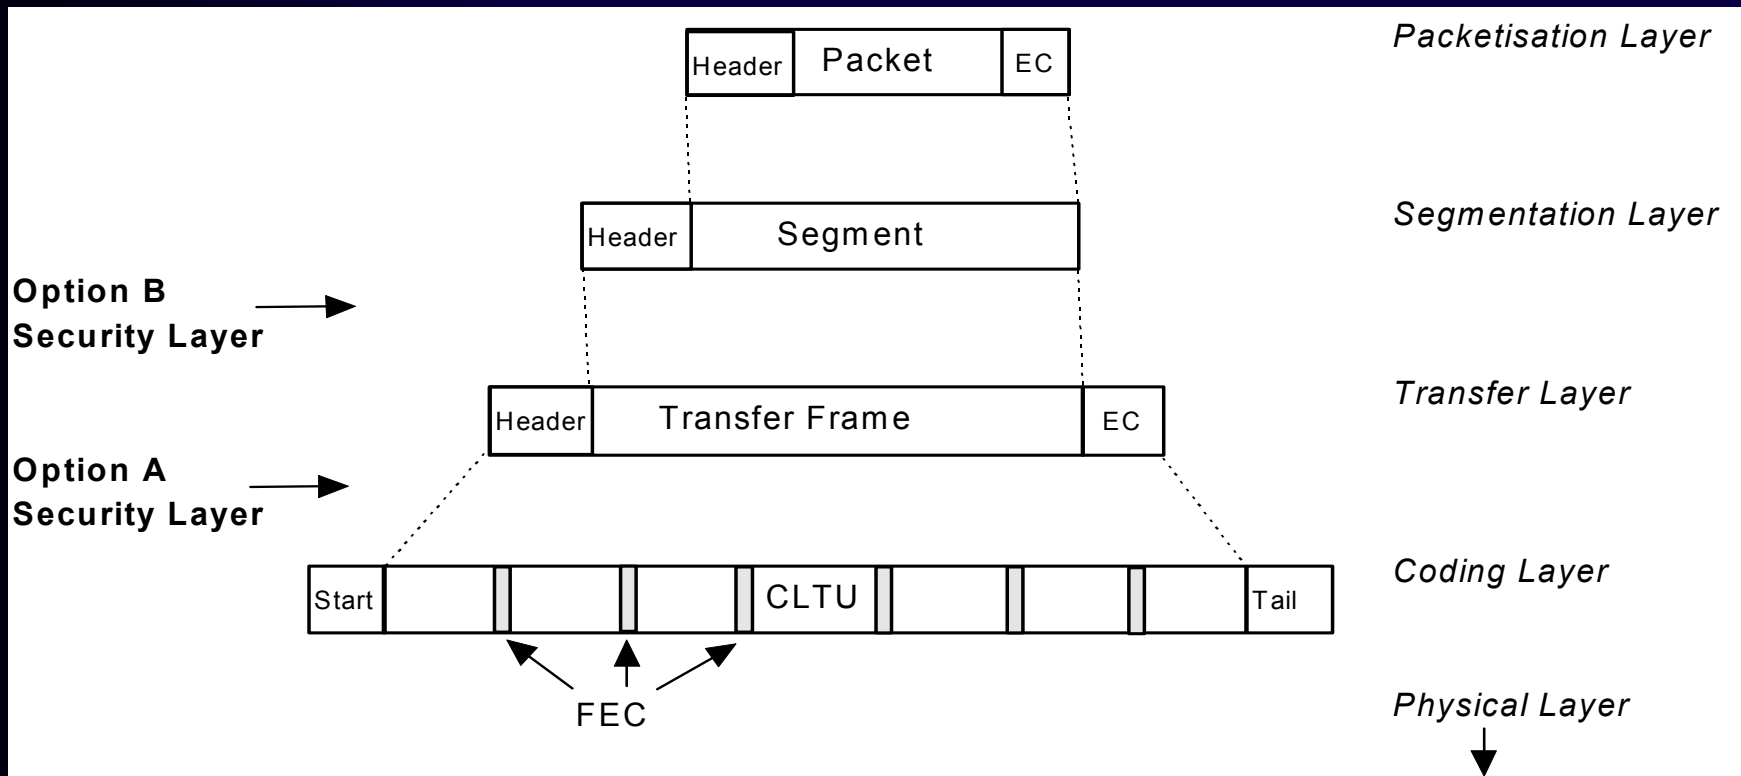 Header Packet EC Packetisation Layer
Header Segment Segmentation Layer
Option B
Security Layer
Header Transfer Frame EC Transfer Layer
Option A
Security Layer
Start CLTU Tail Coding Layer
FEC Physical Layer